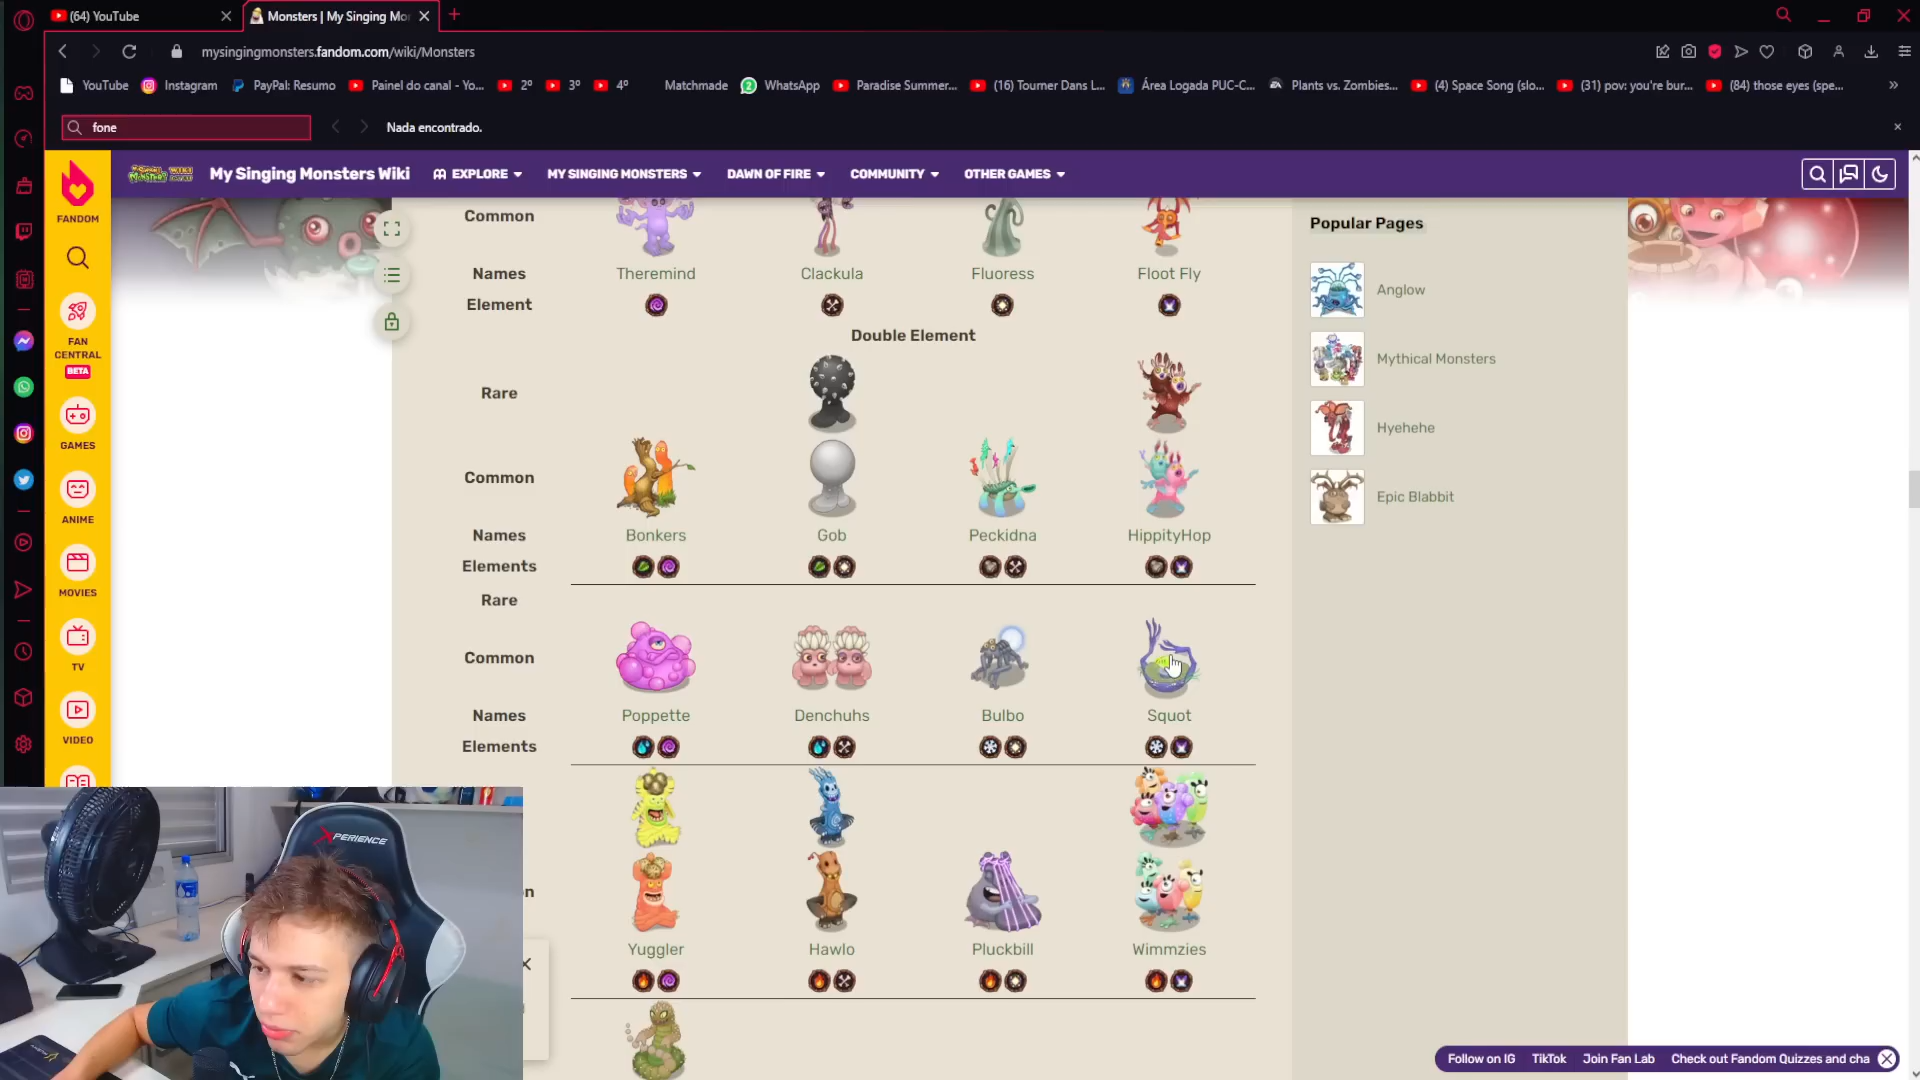 (64) YouTube
Monsters | My Singing Mo
mysingingmonsters.fandom.com/wiki/Monsters
YouTube Instagram PayPal: Resumo Painel do canal - Yo... 2º 3º 4º Matchmade WhatsApp Paradise Summer... (16) Tourner Dans L... Área Logada PUC-C... Plants vs. Zombies... (4) Space Song (slo... (31) pov: you're bur... (84) those eyes (spe...
fone Nada encontrado.
My Singing Monsters Wiki EXPLORE MY SINGING MONSTERS DAWN OF FIRE COMMUNITY OTHER GAMES
FANDOM
FAN CENTRAL
BETA
GAMES
ANIME
MOVIES
TV
VIDEO
Common
Names Theremind Clackula Fluoress Floot Fly
Element
Double Element
Rare
Common
Names Bonkers Gob Peckidna HippityHop
Elements
Rare
Common
Names Poppette Denchuhs Bulbo Squot
Elements
Yuggler Hawlo Pluckbill Wimmzies
Popular Pages
Anglow
Mythical Monsters
Hyehehe
Epic Blabbit
XPERIENCE
Follow on IG TikTok Join Fan Lab Check out Fandom Quizzes and cha